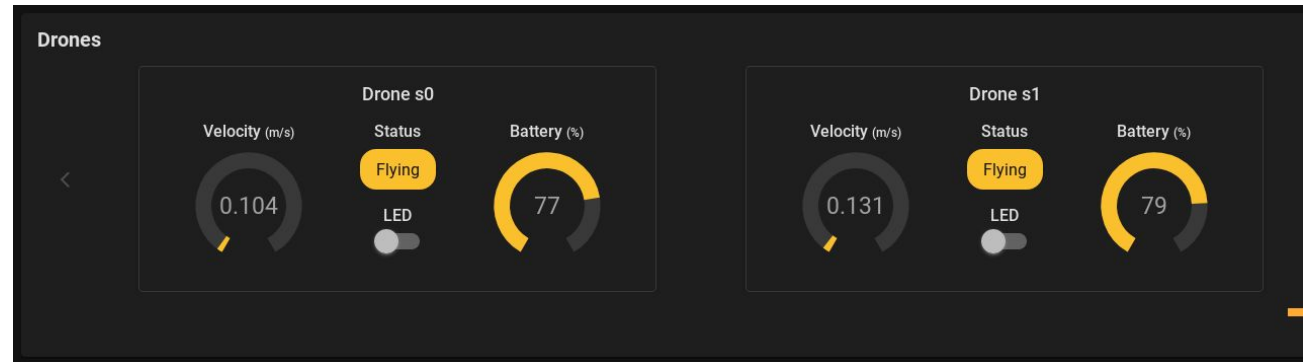 Drones
Drone s0
Velocity (m/s)
Status
Battery (%)
Flying
0.104
77
LED
Drone s1
Velocity (m/s)
Status
Battery (%)
Flying
0.131
79
LED